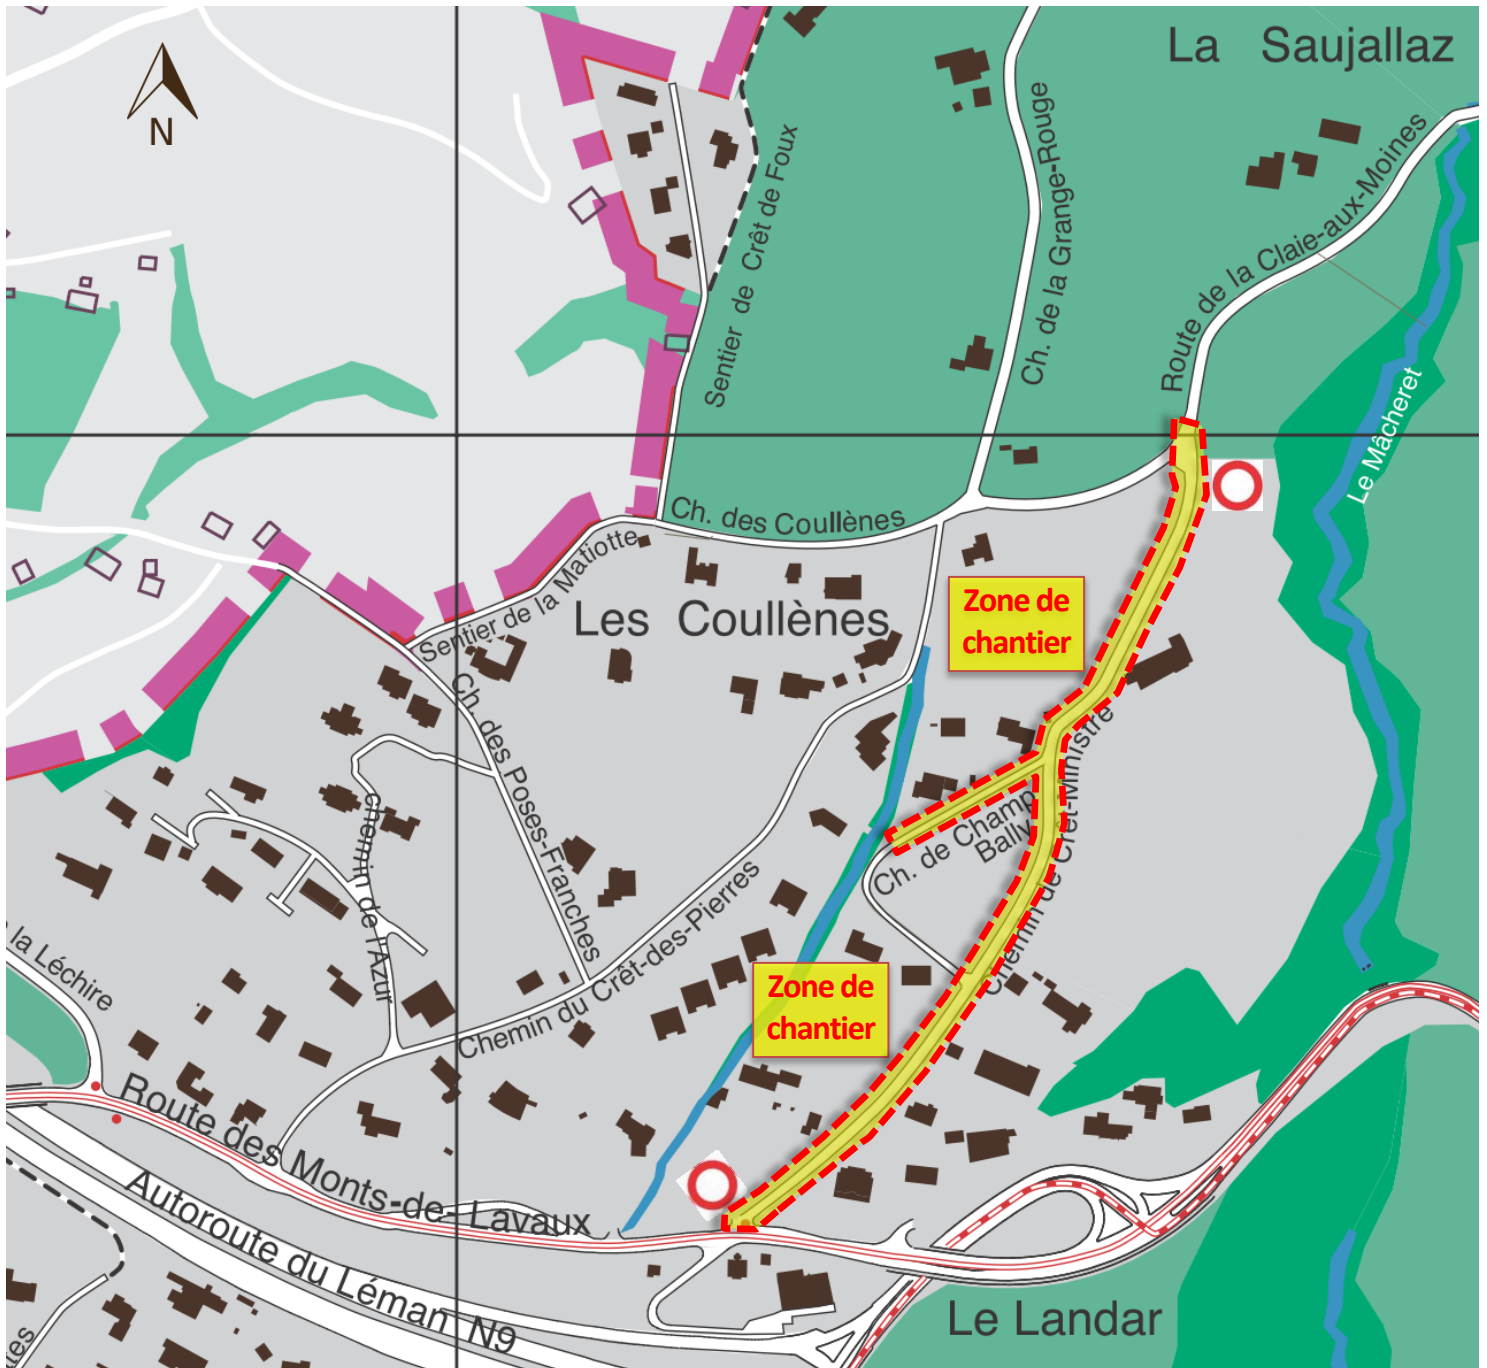 La Saujallaz
N
Sentier de Crêt de Foux
Ch. de la Grange-Rouge
Route de la Claie-aux-Moines
Le Mâcheret
Ch. des Coullènes
Sentier de la Matiotte
Les Coullènes
Zone de
chantier
Ch. des Poses-Franches
chemin de l'Azur
Ch. de Champ
Bally
Chemin de Crêt-Ministre
Chemin du Crêt-des-Pierres
la Léchire
Zone de
chantier
Route des Monts-de-Lavaux
Autoroute du Léman N9
Le Landar
es